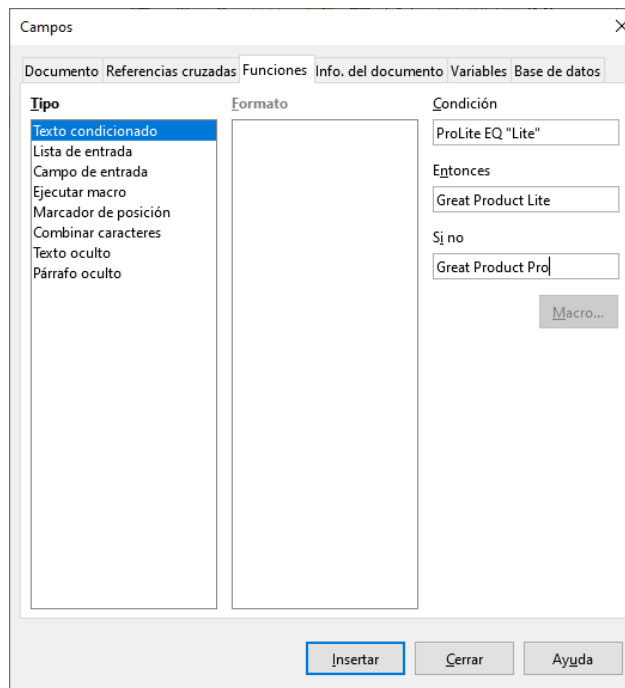 Campos
Documento Referencias cruzadas Funciones Info. del documento Variables Base de datos
Tipo
Texto condicionado
Lista de entrada
Campo de entrada
Ejecutar macro
Marcador de posición
Combinar caracteres
Texto oculto
Párrafo oculto
Formato
Condición
ProLite EQ "Lite"
Entonces
Great Product Lite
Si no
Great Product Pro
Macro...
Insertar Cerrar Ayuda